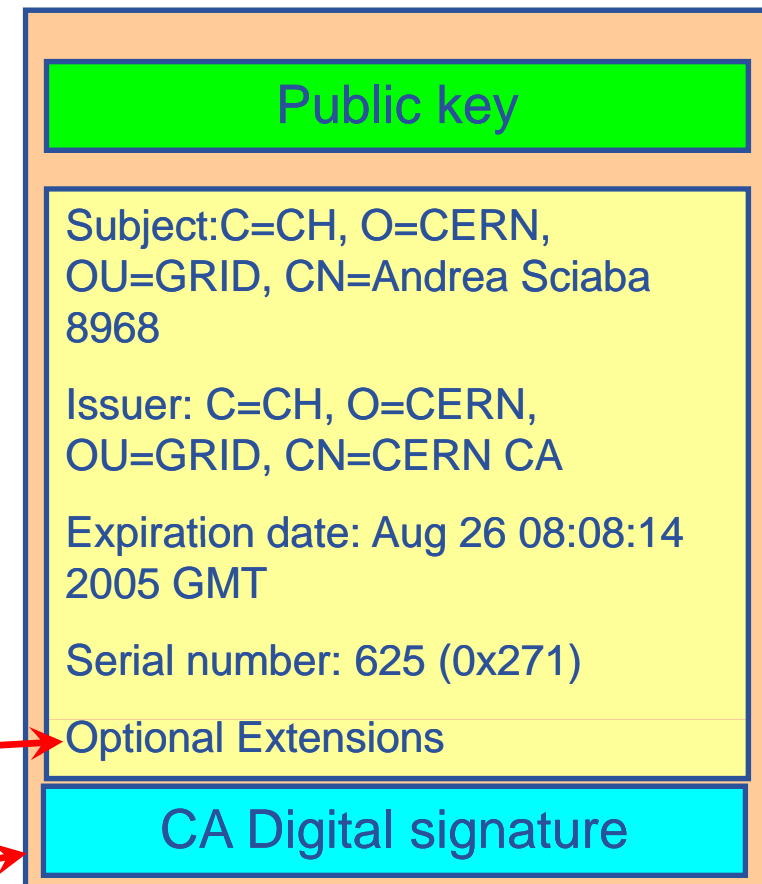 Public key
Subject:C=CH, O=CERN,
OU=GRID, CN=Andrea Sciaba
8968
Issuer: C=CH, O=CERN,
OU=GRID, CN=CERN CA
Expiration date: Aug 26 08:08:14
2005 GMT
Serial number: 625 (0x271)
Optional Extensions
CA Digital signature